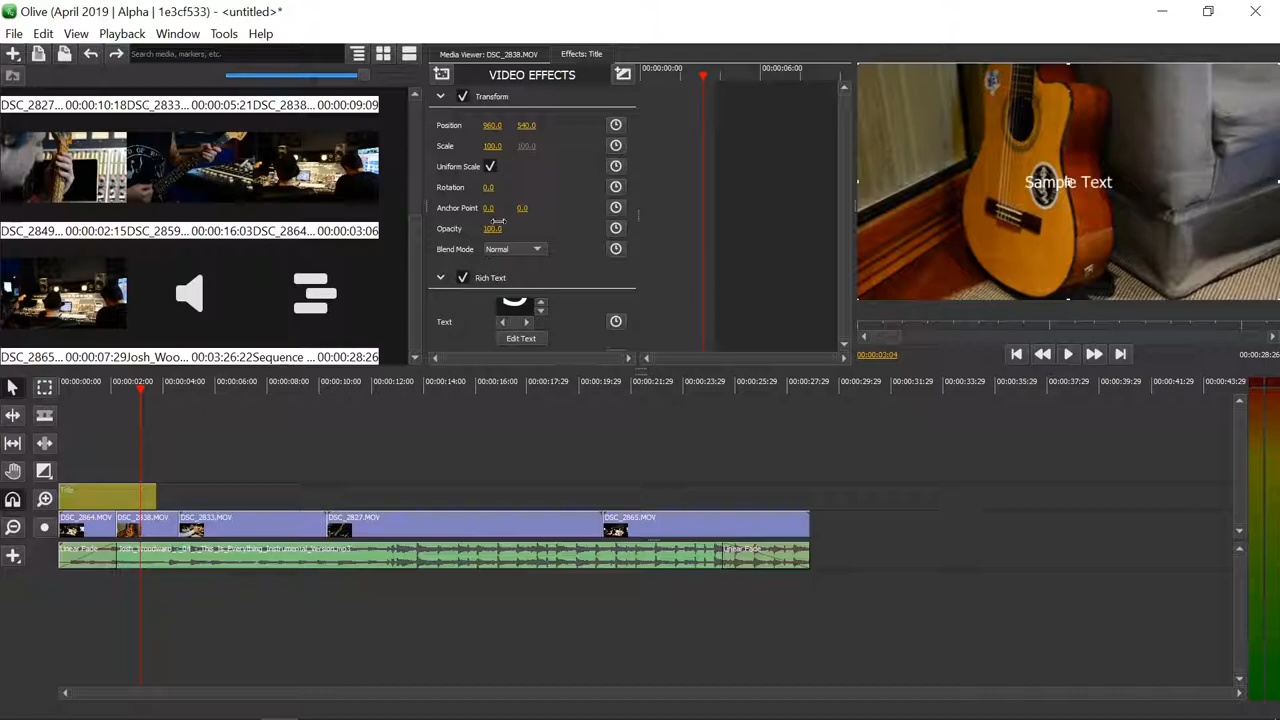 Olive (April 2019 | Alpha | 1e3cf533) - <untitled>*
File Edit View Playback Window Tools Help
Search media, markers, etc.
Media Viewer: DSC_2838.MOV Effects: Title
VIDEO EFFECTS
00:00:00:00 00:00:06:00
DSC_2827... 00:00:10:18 DSC_2833... 00:00:05:21 DSC_2838... 00:00:09:09
Transform
Position 960.0 540.0
Scale 100.0 100.0
Uniform Scale
Rotation 0.0
Anchor Point 0.0 0.0
Opacity 100.0
Blend Mode Normal
Rich Text
Text
Edit Text
DSC_2849... 00:00:02:15 DSC_2859... 00:00:16:03 DSC_2864... 00:00:03:06
DSC_2865... 00:00:07:29 Josh_Woo... 00:03:26:22 Sequence 00:00:28:26
Sample Text
00:00:03:04 00:00:28:26
00:00:00:00 00:00:02:00 00:00:04:00 00:00:06:00 00:00:08:00 00:00:10:00 00:00:12:00 00:00:14:00 00:00:16:00 00:00:17:29 00:00:19:29 00:00:21:29 00:00:23:29 00:00:25:29 00:00:27:29 00:00:29:29 00:00:31:29 00:00:33:29 00:00:35:29 00:00:37:29 00:00:39:29 00:00:41:29 00:00:43:29
Title
DSC_2864.MOV DSC_2838.MOV DSC_2833.MOV DSC_2827.MOV DSC_2865.MOV
Linear Fade Josh_Woodward_-_04_-_This_Is_Everything_Instrumental_Version.mp3 Linear Fade